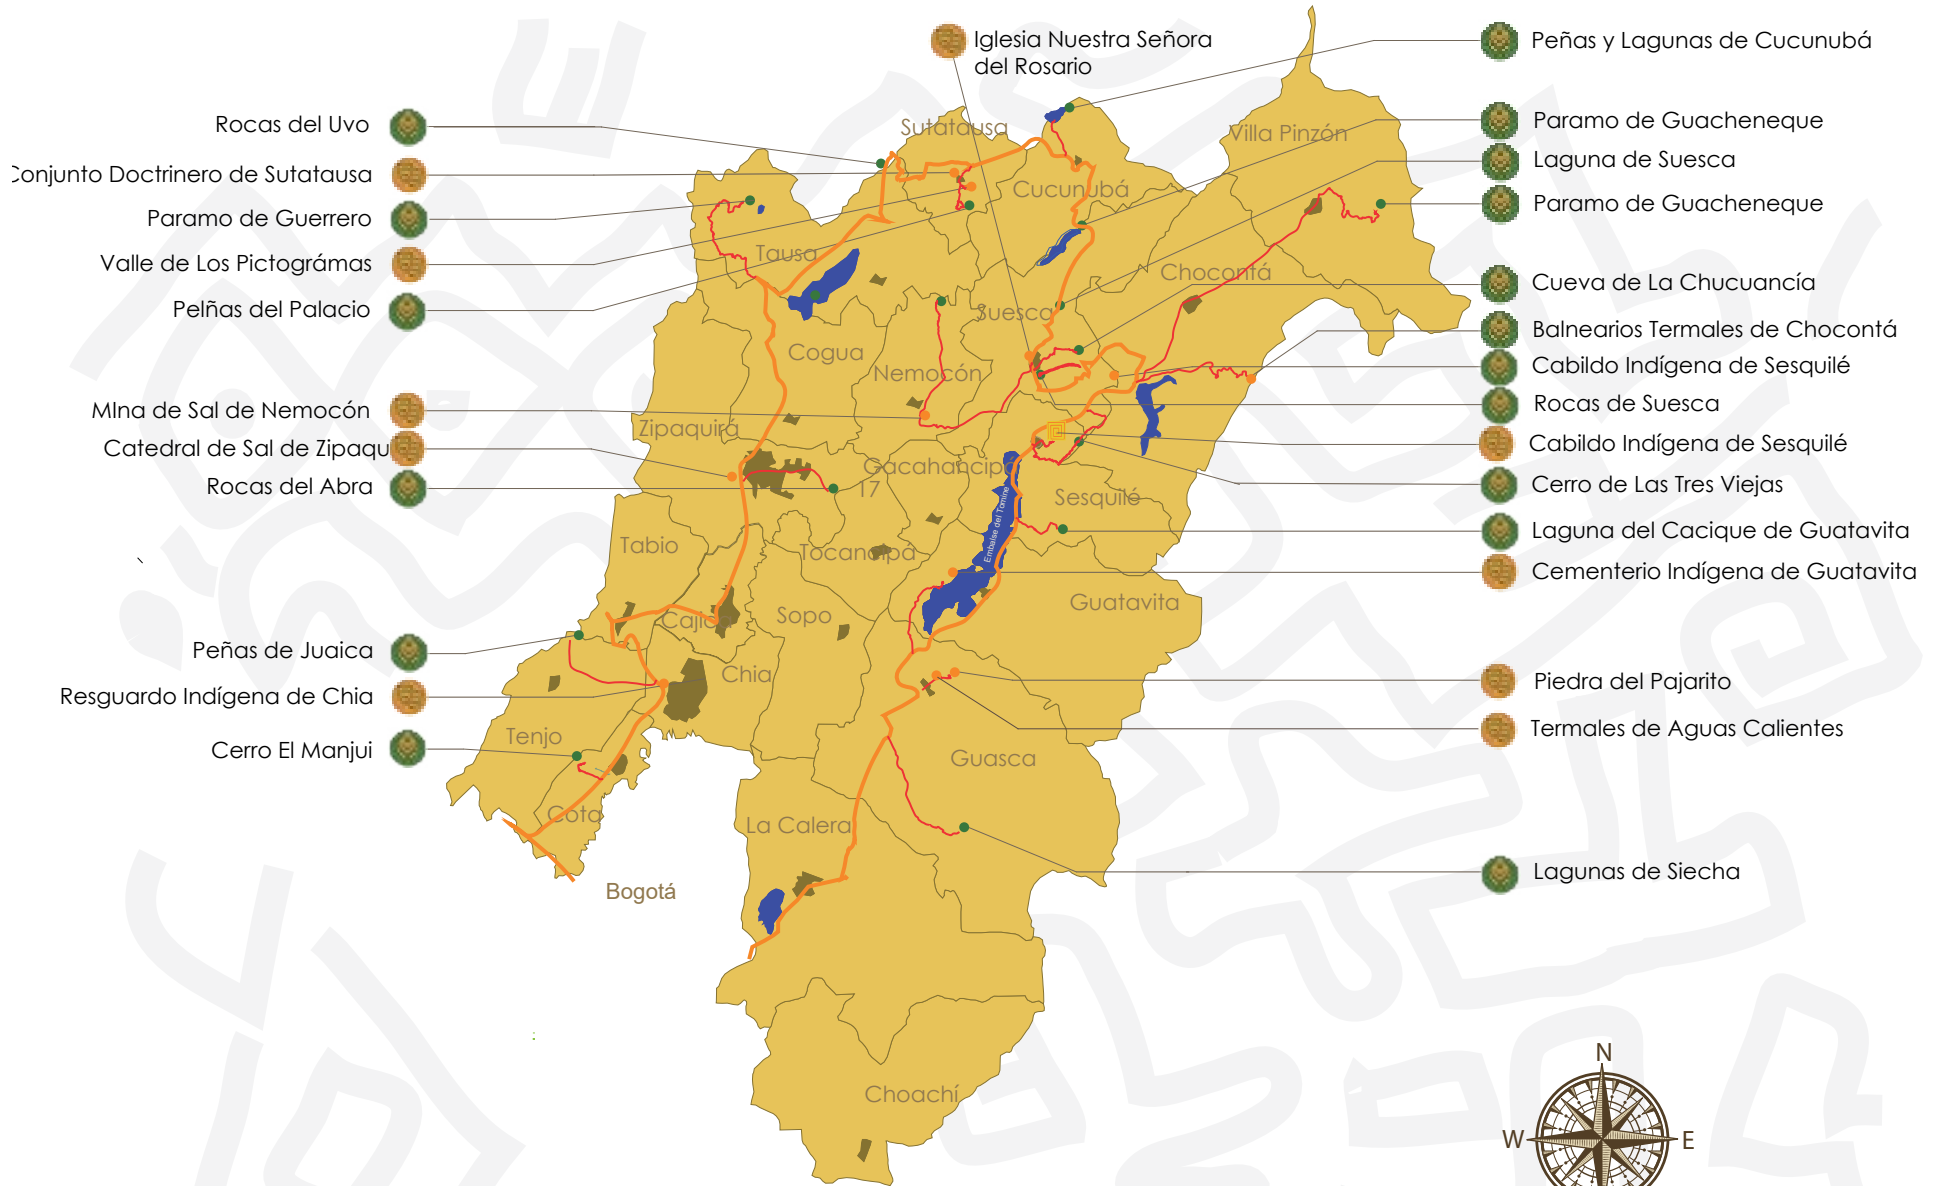 Iglesia Nuestra Señora
del Rosario
Rocas del Uvo
Conjunto Doctrinero de Sutatausa
Paramo de Guerrero
Valle de Los Pictográmas
Pelñas del Palacio
MIna de Sal de Nemocón
Catedral de Sal de Zipaqu
Rocas del Abra
Peñas de Juaica
Resguardo Indígena de Chia
Cerro El Manjui
Sutatausa
Villa Pinzón
Cucunubá
Tausa
Chocontá
Suesca
Cogua
Nemocón
Zipaquirá
Gacahancipá
17
Sesquilé
Embalse del Tomine
Tabio
Tocancipá
Guatavita
Cajica
Sopo
Chia
Tenjo
Guasca
Cota
La Calera
Bogotá
Choachí
Peñas y Lagunas de Cucunubá
Paramo de Guacheneque
Laguna de Suesca
Paramo de Guacheneque
Cueva de La Chucuancía
Balnearios Termales de Chocontá
Cabildo Indígena de Sesquilé
Rocas de Suesca
Cabildo Indígena de Sesquilé
Cerro de Las Tres Viejas
Laguna del Cacique de Guatavita
Cementerio Indígena de Guatavita
Piedra del Pajarito
Termales de Aguas Calientes
Lagunas de Siecha
N
W
E